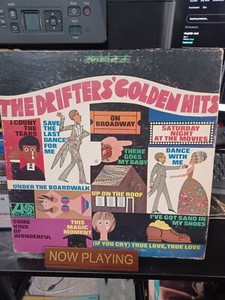 THE DRIFTERS' GOLDEN HITS
I COUNT
THE
TEARS
SAVE
THE
LAST
DANCE
FOR
ME
ON
BROADWAY
SATURDAY
NIGHT
AT THE MOVIES
THERE
GOES
MY BABY
DANCE
WITH
ME
UNDER THE BOARDWALK
UP ON THE ROOF
SOME
KIND
OF
WONDERFUL
THIS
MAGIC
MOMENT
I'VE GOT SAND IN
MY SHOES
(IF YOU CRY) TRUE LOVE, TRUE LOVE
NOW PLAYING